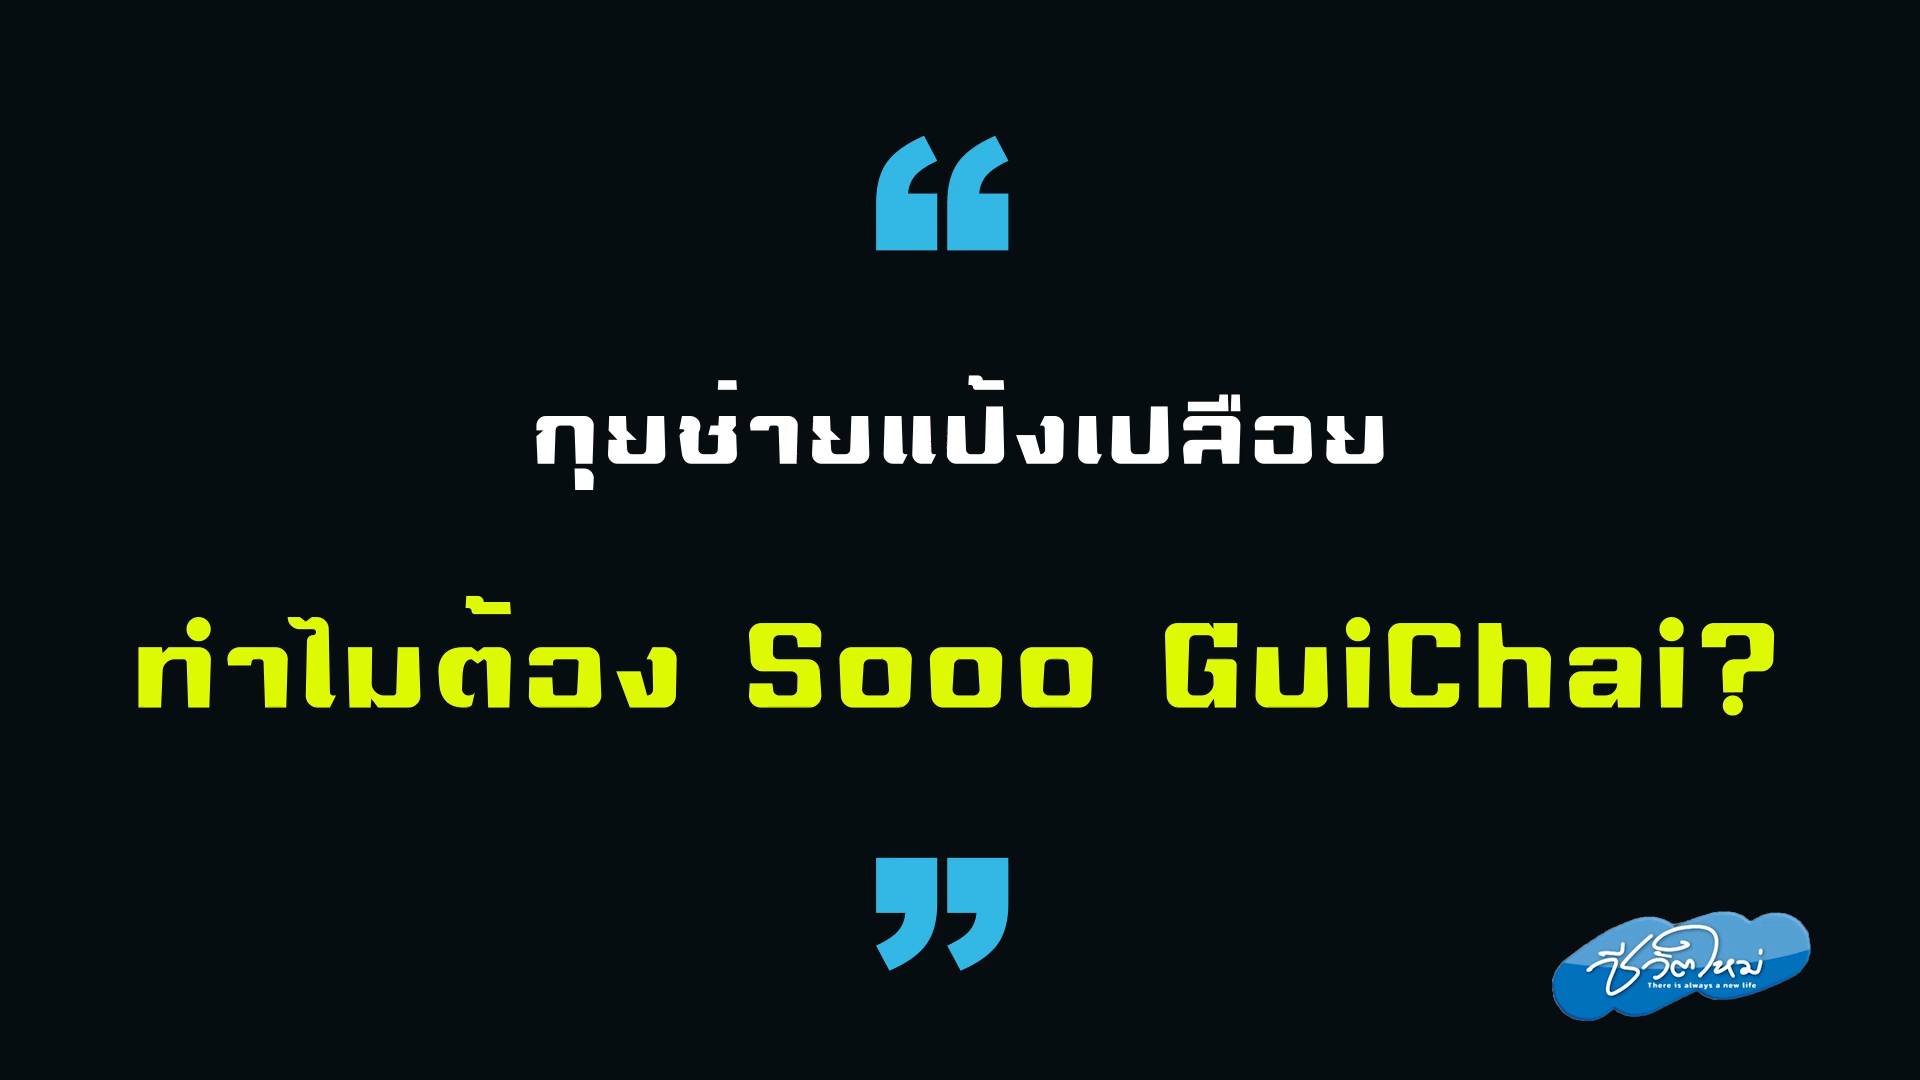 “
กุยช่ายแป้งเปลือย
ทำไมต้อง Sooo GuiChai?
”
ชีวิตใหม่
There is always a new life